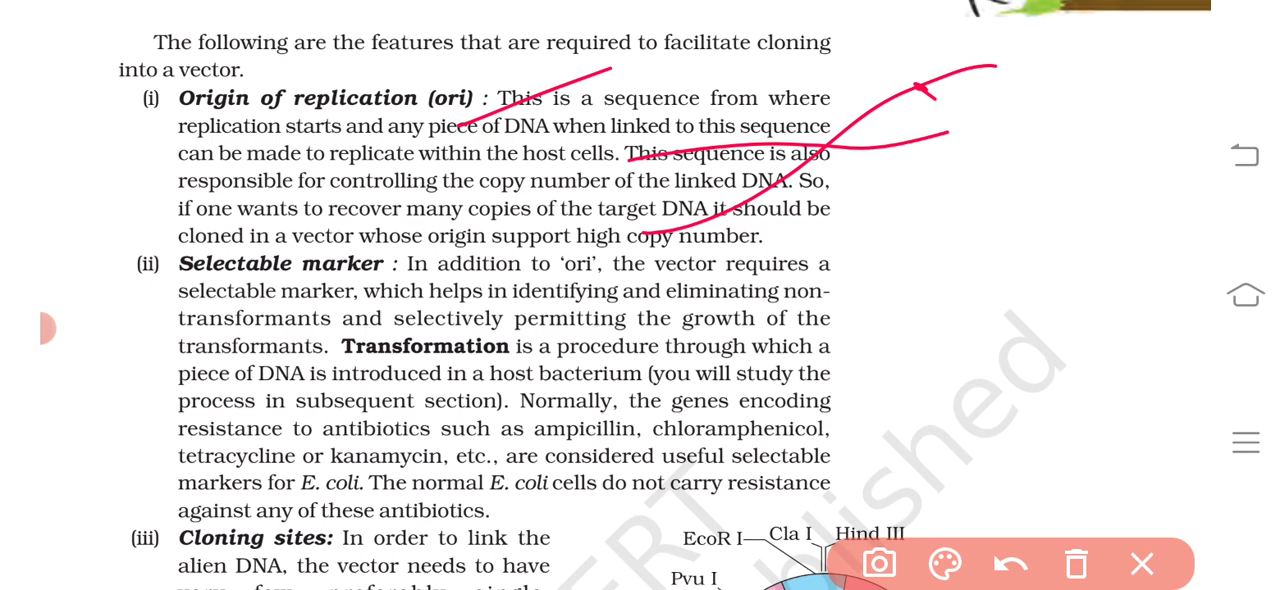 The following are the features that are required to facilitate cloning
into a vector.
(i) Origin of replication (ori) : This is a sequence from where
replication starts and any piece of DNA when linked to this sequence
can be made to replicate within the host cells. This sequence is also
responsible for controlling the copy number of the linked DNA. So,
if one wants to recover many copies of the target DNA it should be
cloned in a vector whose origin support high copy number.
(ii) Selectable marker : In addition to ‘ori’, the vector requires a
selectable marker, which helps in identifying and eliminating non-
transformants and selectively permitting the growth of the
transformants. Transformation is a procedure through which a
piece of DNA is introduced in a host bacterium (you will study the
process in subsequent section). Normally, the genes encoding
resistance to antibiotics such as ampicillin, chloramphenicol,
tetracycline or kanamycin, etc., are considered useful selectable
markers for E. coli. The normal E. coli cells do not carry resistance
against any of these antibiotics.
(iii) Cloning sites: In order to link the
alien DNA, the vector needs to have
EcoR I Cla I Hind III
Pvu I